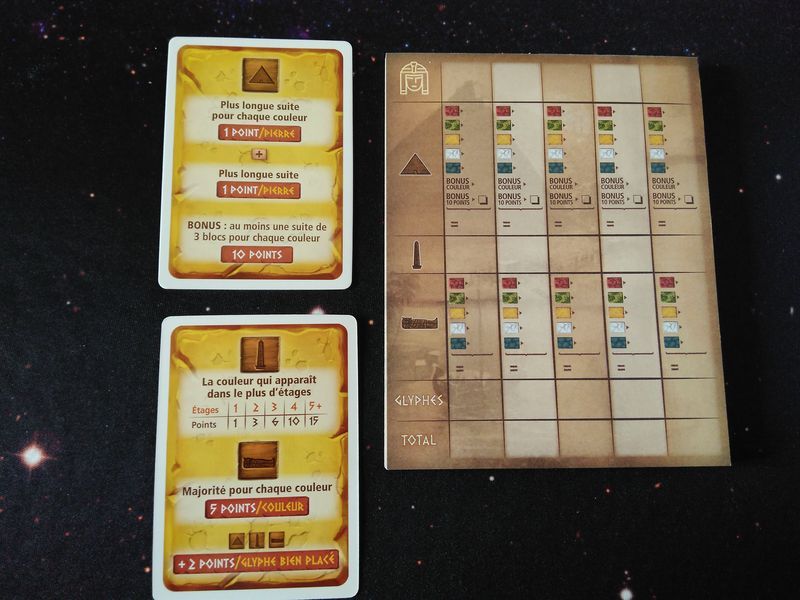 Plus longue suite
pour chaque couleur
1 POINT/PIERRE
+
Plus longue suite
1 POINT/PIERRE
BONUS : au moins une suite de
3 blocs pour chaque couleur
10 POINTS
La couleur qui apparaît
dans le plus d'étages
Étages 1 2 3 4 5+
Points 1 3 6 10 15
Majorité pour chaque couleur
5 POINTS/COULEUR
+ 2 POINTS/GLYPHE BIEN PLACÉ
BONUS COULEUR BONUS COULEUR BONUS COULEUR BONUS COULEUR BONUS COULEUR
BONUS 10 POINTS BONUS 10 POINTS BONUS 10 POINTS BONUS 10 POINTS BONUS 10 POINTS
= = = = =
= = = = =
GLYPHES
TOTAL